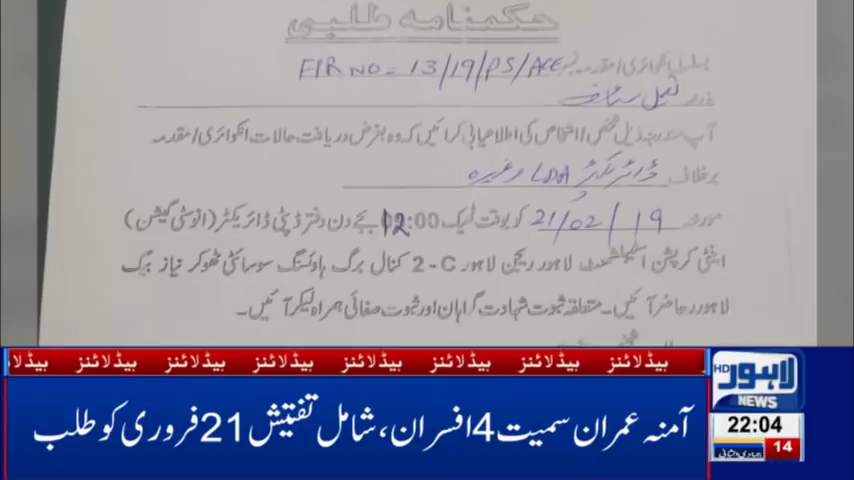 حکمنامہ طلبی
بسلسلہ انکوائری/مقدمہ نمبر FIR NO = 13/19/PS/ACE
آپ مندرجہ ذیل شخص/اشخاص کی اطلاعیابی کرائیں کہ وہ بغرض دریافت حالات انکوائری/مقدمہ
برخلاف ڈائریکٹر LDA وغیرہ
مورخہ 21/02/19 کو بوقت ٹھیک 12:00 بجے دن دفتر ڈپٹی ڈائریکٹر (انوسٹی گیشن)
اینٹی کرپشن اسٹیبلشمنٹ لاہور ریجن لاہور 2-C کنال برگ ہاؤسنگ سوسائٹی ٹھوکر نیاز بیگ
لاہور حاضر آئیں۔ متعلقہ ثبوت شہادت گواہان اور ثبوت صفائی ہمراہ لیکر آئیں۔
ہیڈلائنز ہیڈلائنز ہیڈلائنز ہیڈلائنز ہیڈلائنز ہیڈلائنز ہیڈلائنز
آمنہ عمران سمیت 4 افسران، شامل تفتیش 21 فروری کو طلب
لاہور HD
NEWS
22:04
14